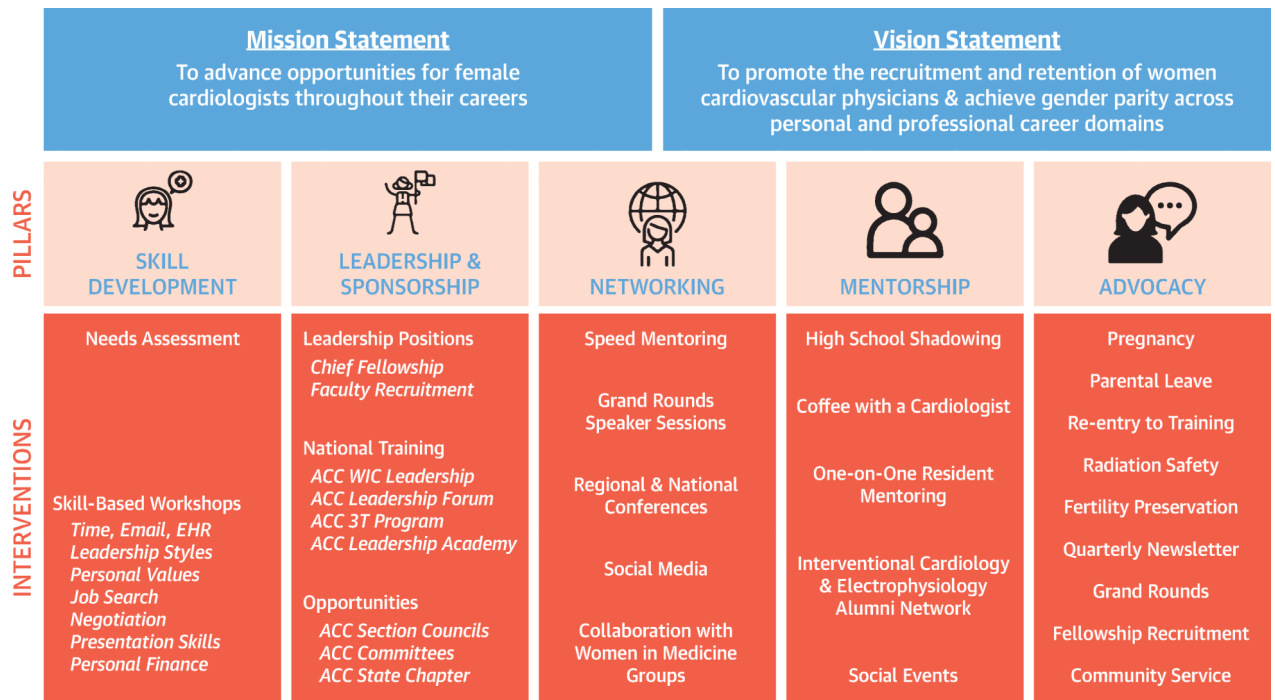 Mission Statement
To advance opportunities for female
cardiologists throughout their careers
Vision Statement
To promote the recruitment and retention of women
cardiovascular physicians & achieve gender parity across
personal and professional career domains
PILLARS
SKILL
DEVELOPMENT
LEADERSHIP &
SPONSORSHIP
NETWORKING
MENTORSHIP
ADVOCACY
INTERVENTIONS
Needs Assessment
Skill-Based Workshops
Time, Email, EHR
Leadership Styles
Personal Values
Job Search
Negotiation
Presentation Skills
Personal Finance
Leadership Positions
Chief Fellowship
Faculty Recruitment
National Training
ACC WIC Leadership
ACC Leadership Forum
ACC 3T Program
ACC Leadership Academy
Opportunities
ACC Section Councils
ACC Committees
ACC State Chapter
Speed Mentoring
Grand Rounds
Speaker Sessions
Regional & National
Conferences
Social Media
Collaboration with
Women in Medicine
Groups
High School Shadowing
Coffee with a Cardiologist
One-on-One Resident
Mentoring
Interventional Cardiology
& Electrophysiology
Alumni Network
Social Events
Pregnancy
Parental Leave
Re-entry to Training
Radiation Safety
Fertility Preservation
Quarterly Newsletter
Grand Rounds
Fellowship Recruitment
Community Service